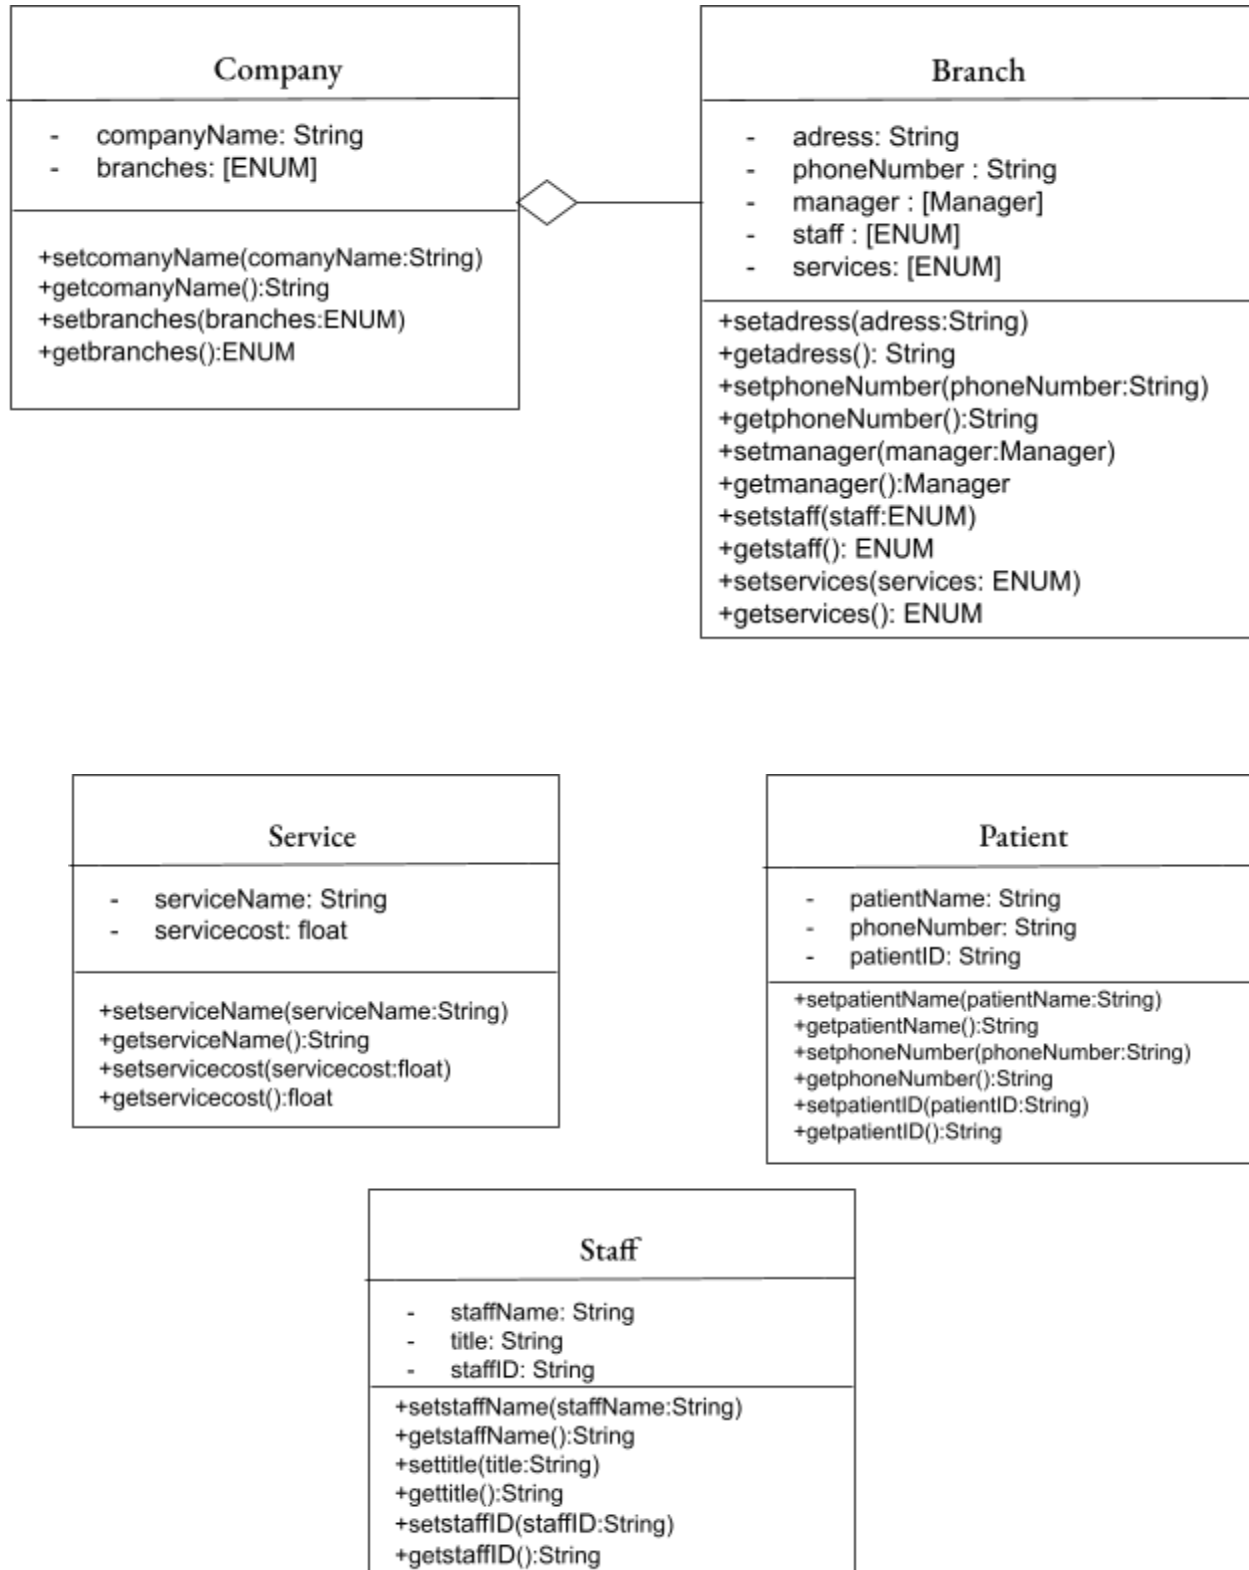 Company
- companyName: String
- branches: [ENUM]
+setcomanyName(comanyName:String)
+getcomanyName():String
+setbranches(branches:ENUM)
+getbranches():ENUM
Branch
- adress: String
- phoneNumber : String
- manager : [Manager]
- staff : [ENUM]
- services: [ENUM]
+setadress(adress:String)
+getadress(): String
+setphoneNumber(phoneNumber:String)
+getphoneNumber():String
+setmanager(manager:Manager)
+getmanager():Manager
+setstaff(staff:ENUM)
+getstaff(): ENUM
+setservices(services: ENUM)
+getservices(): ENUM
Service
- serviceName: String
- servicecost: float
+setserviceName(serviceName:String)
+getserviceName():String
+setservicecost(servicecost:float)
+getservicecost():float
Patient
- patientName: String
- phoneNumber: String
- patientID: String
+setpatientName(patientName:String)
+getpatientName():String
+setphoneNumber(phoneNumber:String)
+getphoneNumber():String
+setpatientID(patientID:String)
+getpatientID():String
Staff
- staffName: String
- title: String
- staffID: String
+setstaffName(staffName:String)
+getstaffName():String
+settitle(title:String)
+gettitle():String
+setstaffID(staffID:String)
+getstaffID():String